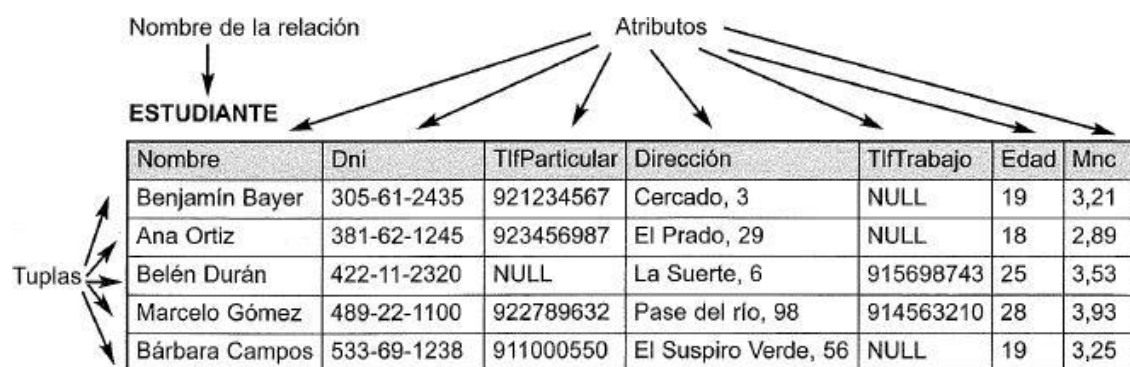 Nombre de la relación
Atributos
ESTUDIANTE
Nombre Dni TlfParticular Dirección TlfTrabajo Edad Mnc
Benjamín Bayer 305-61-2435 921234567 Cercado, 3 NULL 19 3,21
Ana Ortiz 381-62-1245 923456987 El Prado, 29 NULL 18 2,89
Tuplas
Belén Durán 422-11-2320 NULL La Suerte, 6 915698743 25 3,53
Marcelo Gómez 489-22-1100 922789632 Pase del río, 98 914563210 28 3,93
Bárbara Campos 533-69-1238 911000550 El Suspiro Verde, 56 NULL 19 3,25